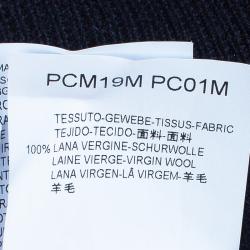 PCM19M PC01M
TESSUTO-GEWEBE-TISSUS-FABRIC
TEJIDO-TECIDO-面料-面料
100% LANA VERGINE-SCHURWOLLE
LAINE VIERGE-VIRGIN WOOL
LANA VIRGEN-LÃ VIRGEM-羊毛
羊毛